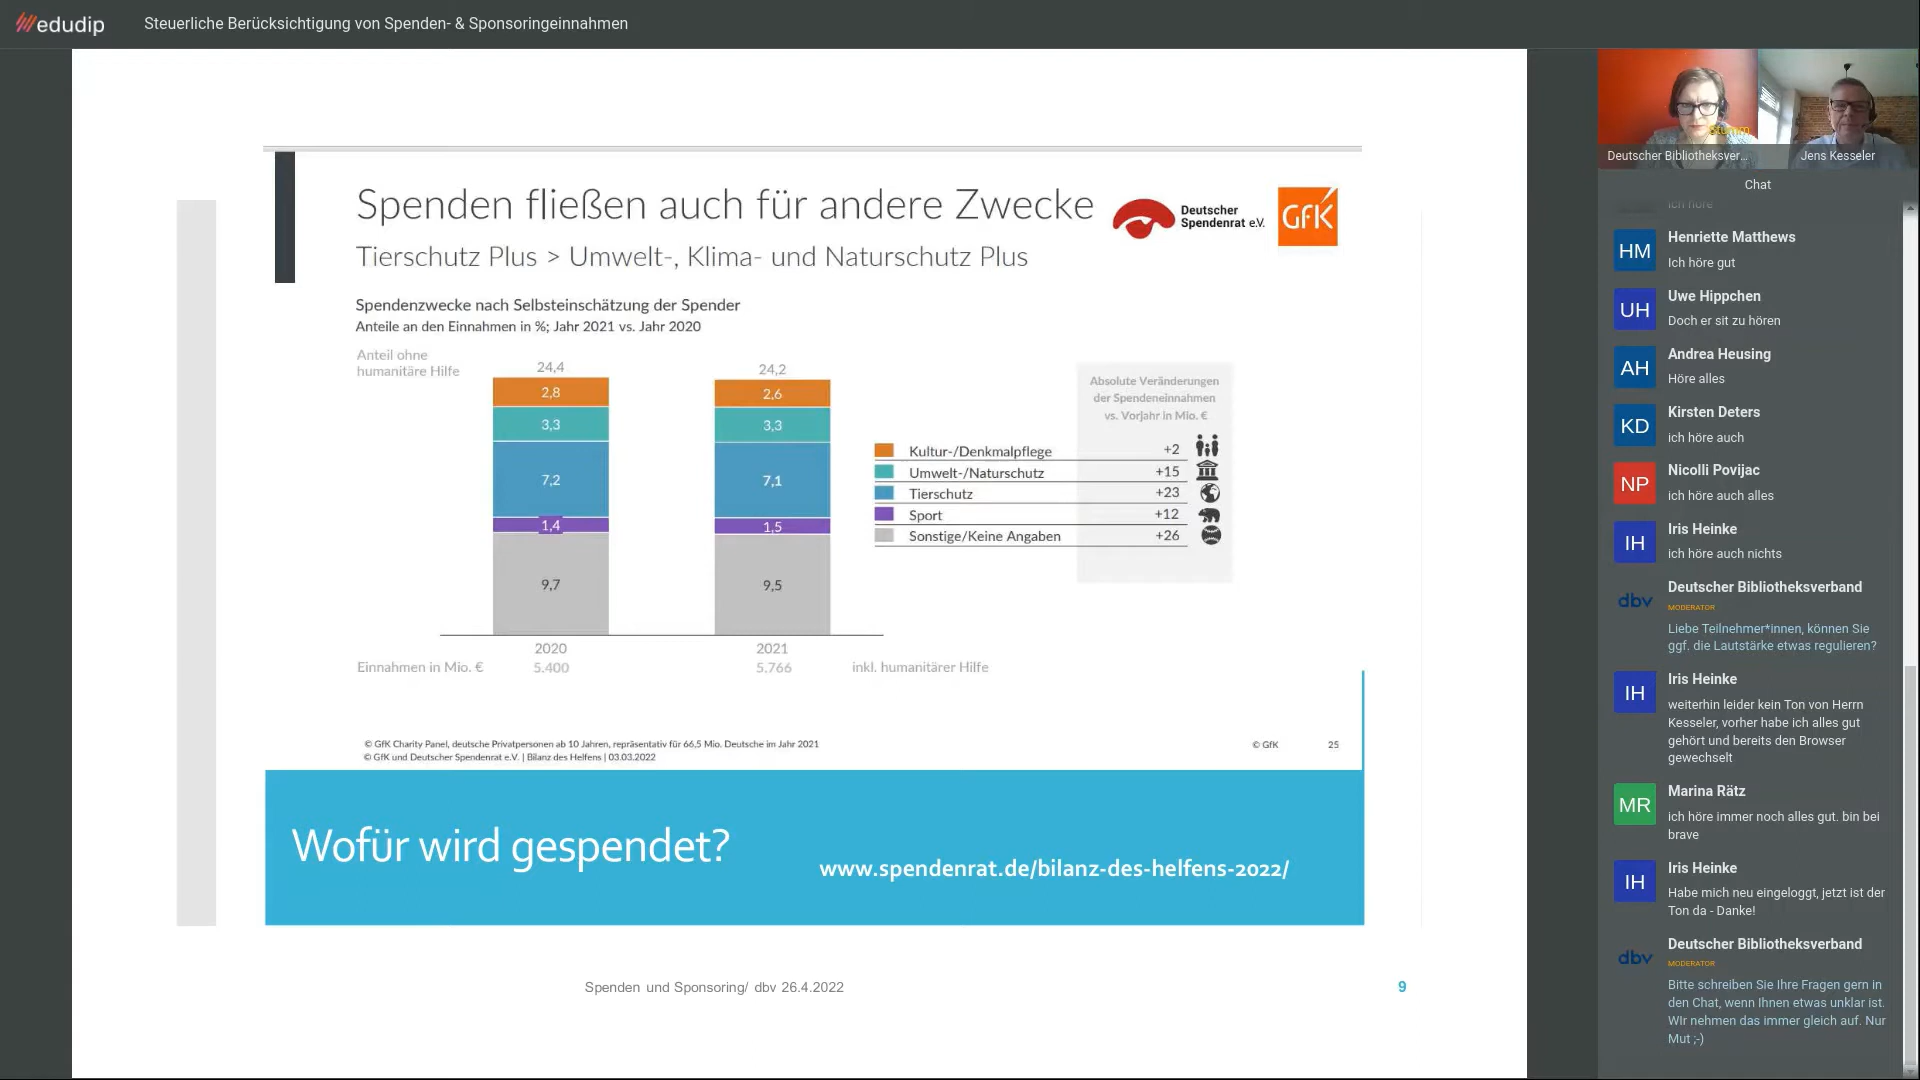 edudip
Steuerliche Berücksichtigung von Spenden- & Sponsoringeinnahmen
Spenden fließen auch für andere Zwecke
Deutscher
Spendenrat e.V.
GfK
Tierschutz Plus > Umwelt-, Klima- und Naturschutz Plus
Spendenzwecke nach Selbsteinschätzung der Spender
Anteile an den Einnahmen in %; Jahr 2021 vs. Jahr 2020
Anteil ohne
humanitäre Hilfe
24,4
24,2
2,8
2,6
3,3
3,3
7,2
7,1
1,4
1,5
9,7
9,5
Absolute Veränderungen
der Spendeneinnahmen
vs. Vorjahr in Mio. €
Kultur-/Denkmalpflege +2
Umwelt-/Naturschutz +15
Tierschutz +23
Sport +12
Sonstige/Keine Angaben +26
2020
2021
Einnahmen in Mio. € 5.400 5.766 inkl. humanitärer Hilfe
© GfK Charity Panel, deutsche Privatpersonen ab 10 Jahren, repräsentativ für 66,5 Mio. Deutsche im Jahr 2021
© GfK und Deutscher Spendenrat e.V. | Bilanz des Helfens | 03.03.2022
© GfK 25
Wofür wird gespendet?
www.spendenrat.de/bilanz-des-helfens-2022/
Spenden und Sponsoring/ dbv 26.4.2022
9
Stumm
Deutscher Bibliotheksver...
Jens Kesseler
Chat
ich höre
HM
Henriette Matthews
Ich höre gut
UH
Uwe Hippchen
Doch er sit zu hören
AH
Andrea Heusing
Höre alles
KD
Kirsten Deters
ich höre auch
NP
Nicolli Povijac
ich höre auch alles
IH
Iris Heinke
ich höre auch nichts
dbv
Deutscher Bibliotheksverband
MODERATOR
Liebe Teilnehmer*innen, können Sie
ggf. die Lautstärke etwas regulieren?
IH
Iris Heinke
weiterhin leider kein Ton von Herrn
Kesseler, vorher habe ich alles gut
gehört und bereits den Browser
gewechselt
MR
Marina Rätz
ich höre immer noch alles gut. bin bei
brave
IH
Iris Heinke
Habe mich neu eingeloggt, jetzt ist der
Ton da - Danke!
dbv
Deutscher Bibliotheksverband
MODERATOR
Bitte schreiben Sie Ihre Fragen gern in
den Chat, wenn Ihnen etwas unklar ist.
WIr nehmen das immer gleich auf. Nur
Mut ;-)